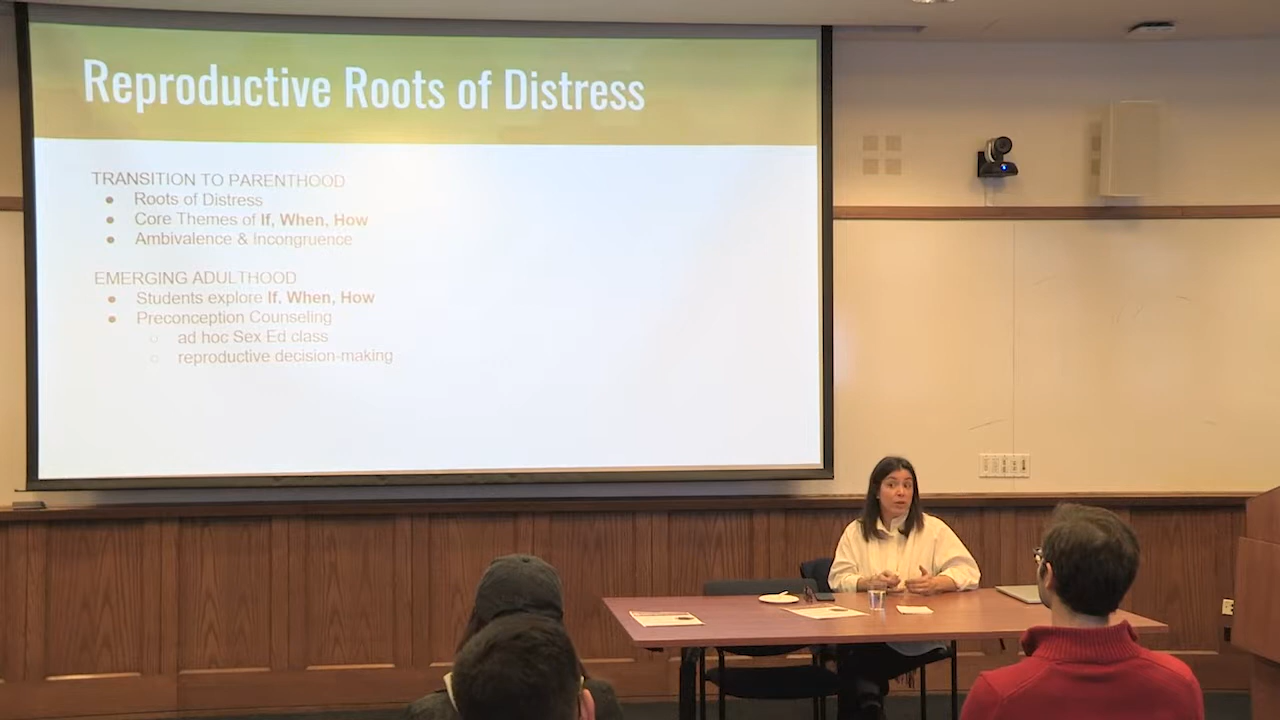 Reproductive Roots of Distress
TRANSITION TO PARENTHOOD
● Roots of Distress
● Core Themes of If, When, How
● Ambivalence & Incongruence
EMERGING ADULTHOOD
● Students explore If, When, How
● Preconception Counseling
○ ad hoc Sex Ed class
○ reproductive decision-making